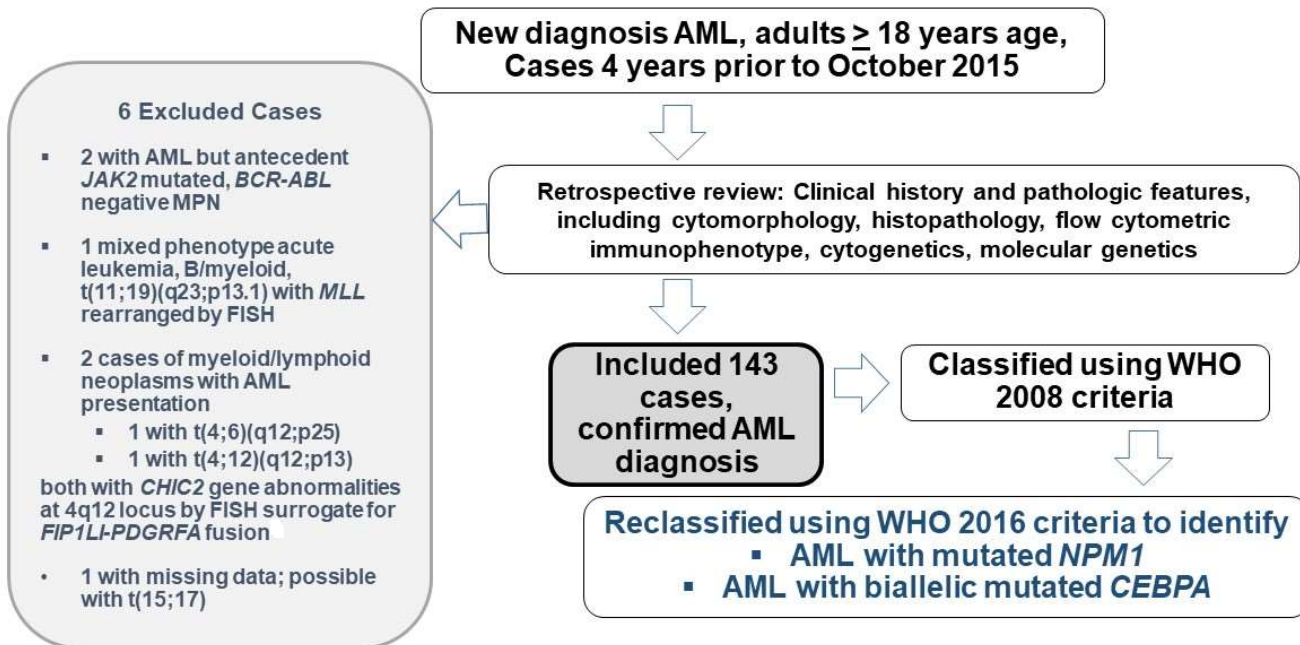 New diagnosis AML, adults > 18 years age,
Cases 4 years prior to October 2015
6 Excluded Cases
▪ 2 with AML but antecedent
JAK2 mutated, BCR-ABL
negative MPN
▪ 1 mixed phenotype acute
leukemia, B/myeloid,
t(11;19)(q23;p13.1) with MLL
rearranged by FISH
▪ 2 cases of myeloid/lymphoid
neoplasms with AML
presentation
▪ 1 with t(4;6)(q12;p25)
▪ 1 with t(4;12)(q12;p13)
both with CHIC2 gene abnormalities
at 4q12 locus by FISH surrogate for
FIP1LI-PDGRFA fusion
• 1 with missing data; possible
with t(15;17)
Retrospective review: Clinical history and pathologic features,
including cytomorphology, histopathology, flow cytometric
immunophenotype, cytogenetics, molecular genetics
Included 143
cases,
confirmed AML
diagnosis
Classified using WHO
2008 criteria
Reclassified using WHO 2016 criteria to identify
▪ AML with mutated NPM1
▪ AML with biallelic mutated CEBPA